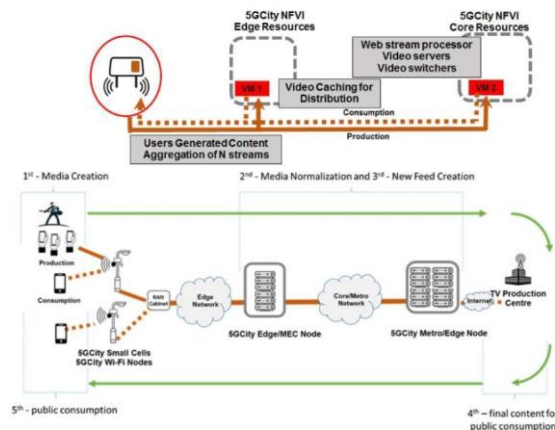 5GCity NFVI
Edge Resources
5GCity NFVI
Core Resources
Web stream processor
Video servers
Video switchers
VM 1
VM 2
Video Caching for
Distribution
Consumption
Production
Users Generated Content
Aggregation of N streams
1st - Media Creation
2nd - Media Normalization and 3rd - New Feed Creation
Production
Consumption
RAN
Cabinet
Edge
Network
Core/Metro
Network
Internet
TV Production
Centre
5GCity Edge/MEC Node
5GCity Metro/Edge Node
5GCity Small Cells
5GCity Wi-Fi Nodes
5th - public consumption
4th – final content for
public consumption